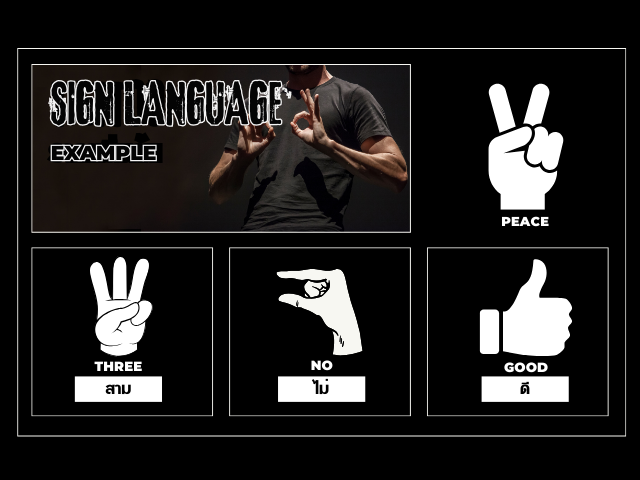 SIGN LANGUAGE
EXAMPLE
PEACE
THREE
สาม
NO
ไม่
GOOD
ดี